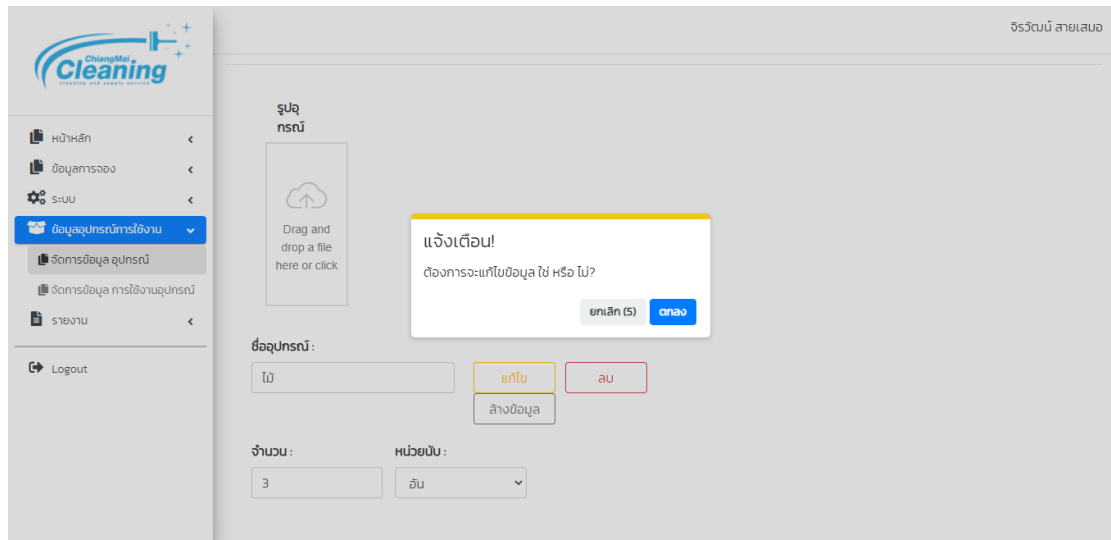 จิรวัฒน์ สายเสมอ
ChiangMai
Cleaning
cleaning and supply service
หน้าหลัก
ข้อมูลการจอง
ระบบ
ข้อมูลอุปกรณ์การใช้งาน
จัดการข้อมูล อุปกรณ์
จัดการข้อมูล การใช้งานอุปกรณ์
รายงาน
Logout
รูปอุ
กรณ์
Drag and
drop a file
here or click
แจ้งเตือน!
ต้องการจะแก้ไขข้อมูล ใช่ หรือ ไม่?
ยกเลิก (5) ตกลง
ชื่ออุปกรณ์ :
ไม้ แก้ไข ลบ
ล้างข้อมูล
จำนวน : หน่วยนับ :
3 อัน